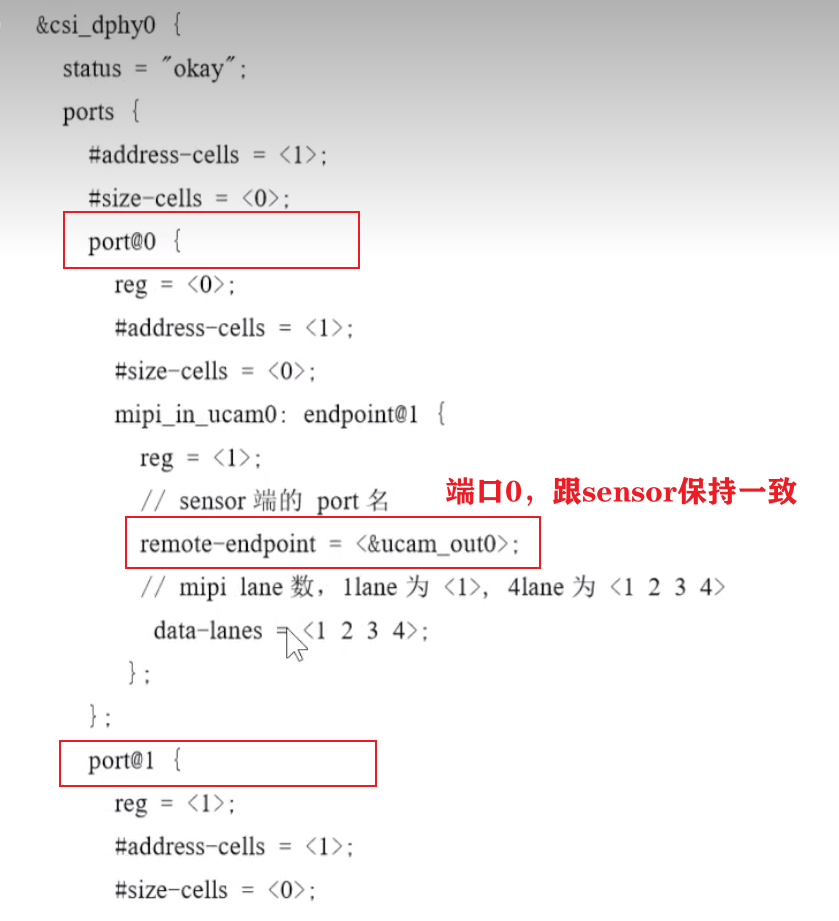 &csi_dphy0 {
status = "okay";
ports {
#address-cells = <1>;
#size-cells = <0>;
port@0 {
reg = <0>;
#address-cells = <1>;
#size-cells = <0>;
mipi_in_ucam0: endpoint@1 {
reg = <1>;
// sensor 端的 port 名
端口0，跟sensor保持一致
remote-endpoint = <&ucam_out0>;
// mipi lane 数，1lane 为 <1>, 4lane 为 <1 2 3 4>
data-lanes = <1 2 3 4>;
};
};
port@1 {
reg = <1>;
#address-cells = <1>;
#size-cells = <0>;